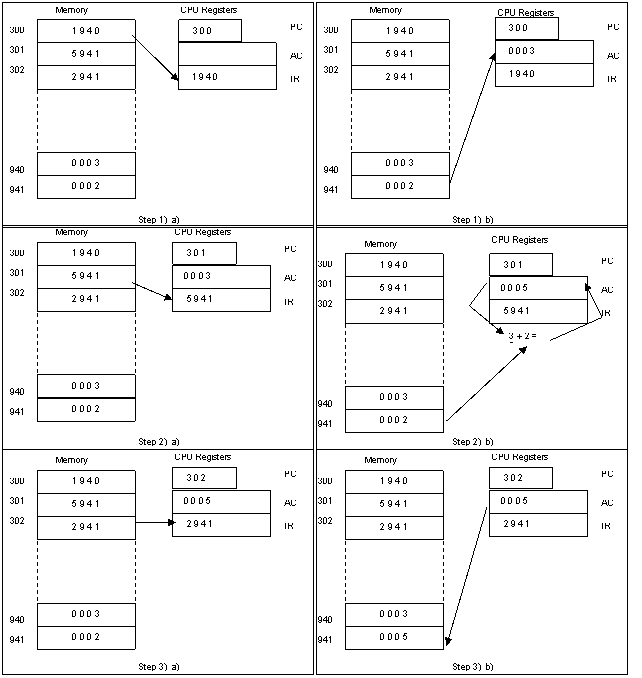 Memory
CPU Registers
300 1940 300 PC
301 5941 AC
302 2941 1940 IR
940 0003
941 0002
Step 1) a)
Memory
CPU Registers
300 1940 300 PC
301 5941 0003 AC
302 2941 1940 IR
940 0003
941 0002
Step 1) b)
Memory
CPU Registers
300 1940 301 PC
301 5941 0003 AC
302 2941 5941 IR
940 0003
941 0002
Step 2) a)
Memory
CPU Registers
300 1940 301 PC
301 5941 0005 AC
302 2941 5941 IR
3 + 2 =
940 0003
941 0002
Step 2) b)
Memory
CPU Registers
300 1940 302 PC
301 5941 0005 AC
302 2941 2941 IR
940 0003
941 0002
Step 3) a)
Memory
CPU Registers
300 1940 302 PC
301 5941 0005 AC
302 2941 2941 IR
940 0003
941 0005
Step 3) b)